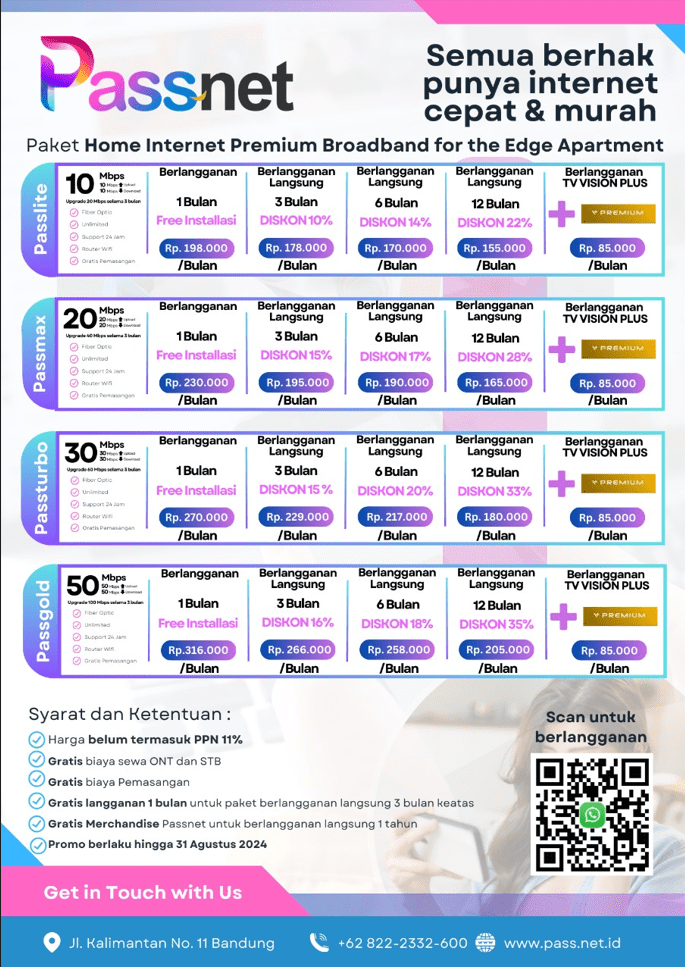 Passnet
Semua berhak
punya internet
cepat & murah
Paket Home Internet Premium Broadband for the Edge Apartment
Passlite
10 Mbps
10 Mbps Upload
10 Mbps Download
Upgrade 20 Mbps selama 3 bulan
Fiber Optic
Unlimited
Support 24 Jam
Router Wifi
Gratis Pemasangan
Berlangganan
1 Bulan
Free Installasi
Rp. 198.000
/Bulan
Berlangganan
Langsung
3 Bulan
DISKON 10%
Rp. 178.000
/Bulan
Berlangganan
Langsung
6 Bulan
DISKON 14%
Rp. 170.000
/Bulan
Berlangganan
Langsung
12 Bulan
DISKON 22%
Rp. 155.000
/Bulan
Berlangganan
TV VISION PLUS
+ V PREMIUM
Rp. 85.000
/Bulan
Passmax
20 Mbps
20 Mbps Upload
20 Mbps Download
Upgrade 40 Mbps selama 3 bulan
Fiber Optic
Unlimited
Support 24 Jam
Router Wifi
Gratis Pemasangan
Berlangganan
1 Bulan
Free Installasi
Rp. 230.000
/Bulan
Berlangganan
Langsung
3 Bulan
DISKON 15%
Rp. 195.000
/Bulan
Berlangganan
Langsung
6 Bulan
DISKON 17%
Rp. 190.000
/Bulan
Berlangganan
Langsung
12 Bulan
DISKON 28%
Rp. 165.000
/Bulan
Berlangganan
TV VISION PLUS
+ V PREMIUM
Rp. 85.000
/Bulan
Passturbo
30 Mbps
30 Mbps Upload
30 Mbps Download
Upgrade 60 Mbps selama 3 bulan
Fiber Optic
Unlimited
Support 24 Jam
Router Wifi
Gratis Pemasangan
Berlangganan
1 Bulan
Free Installasi
Rp. 270.000
/Bulan
Berlangganan
Langsung
3 Bulan
DISKON 15 %
Rp. 229.000
/Bulan
Berlangganan
Langsung
6 Bulan
DISKON 20%
Rp. 217.000
/Bulan
Berlangganan
Langsung
12 Bulan
DISKON 33%
Rp. 180.000
/Bulan
Berlangganan
TV VISION PLUS
+ V PREMIUM
Rp. 85.000
/Bulan
Passgold
50 Mbps
50 Mbps Upload
50 Mbps Download
Upgrade 100 Mbps selama 3 bulan
Fiber Optic
Unlimited
Support 24 Jam
Router Wifi
Gratis Pemasangan
Berlangganan
1 Bulan
Free Installasi
Rp.316.000
/Bulan
Berlangganan
Langsung
3 Bulan
DISKON 16%
Rp. 266.000
/Bulan
Berlangganan
Langsung
6 Bulan
DISKON 18%
Rp. 258.000
/Bulan
Berlangganan
Langsung
12 Bulan
DISKON 35%
Rp. 205.000
/Bulan
Berlangganan
TV VISION PLUS
+ V PREMIUM
Rp. 85.000
/Bulan
Syarat dan Ketentuan :
Harga belum termasuk PPN 11%
Gratis biaya sewa ONT dan STB
Gratis biaya Pemasangan
Gratis langganan 1 bulan untuk paket berlangganan langsung 3 bulan keatas
Gratis Merchandise Passnet untuk berlangganan langsung 1 tahun
Promo berlaku hingga 31 Agustus 2024
Scan untuk
berlangganan
Get in Touch with Us
Jl. Kalimantan No. 11 Bandung
+62 822-2332-600
www.pass.net.id